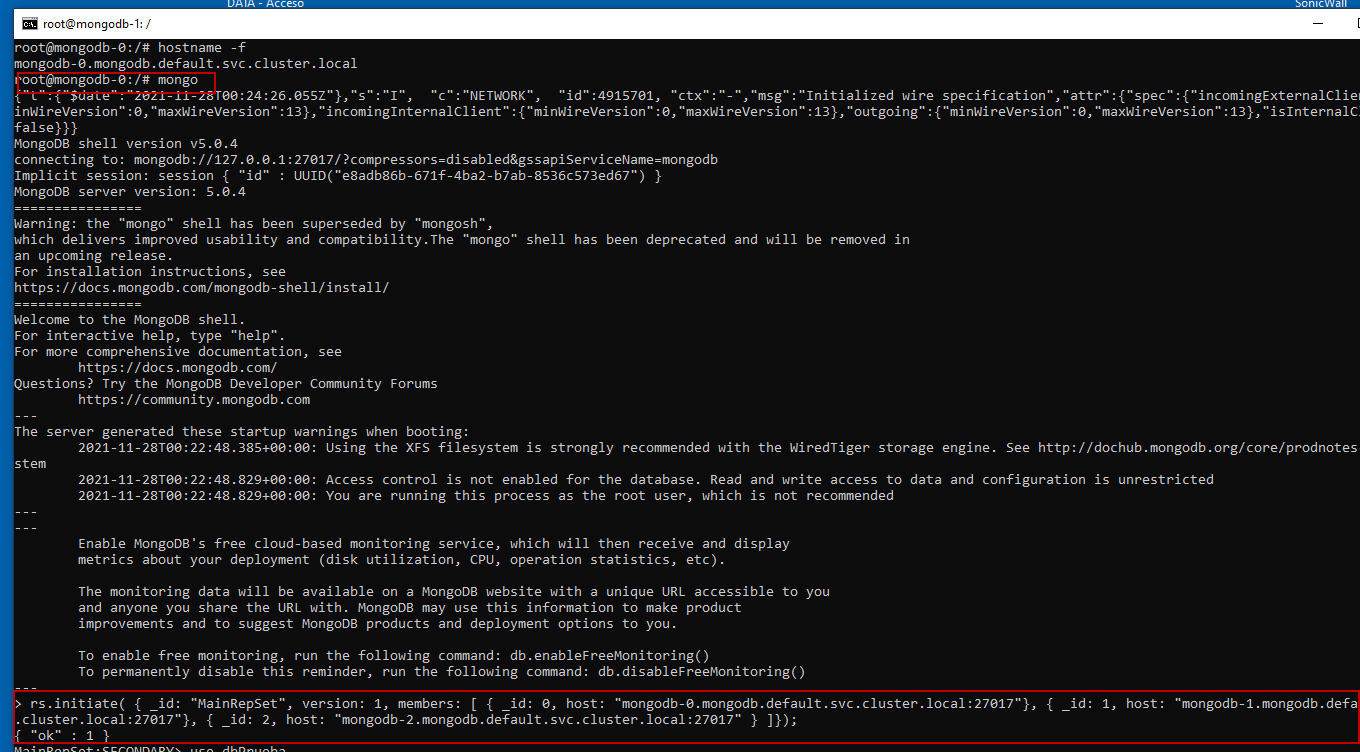 DATA - Acceso
SonicWall
root@mongodb-1: /
root@mongodb-0:/# hostname -f
mongodb-0.mongodb.default.svc.cluster.local
root@mongodb-0:/# mongo
{"t":{"$date":"2021-11-28T00:24:26.055Z"},"s":"I",  "c":"NETWORK",  "id":4915701, "ctx":"-","msg":"Initialized wire specification","attr":{"spec":{"incomingExternalClie
inWireVersion":0,"maxWireVersion":13},"incomingInternalClient":{"minWireVersion":0,"maxWireVersion":13},"outgoing":{"minWireVersion":0,"maxWireVersion":13},"isInternalC
false}}}
MongoDB shell version v5.0.4
connecting to: mongodb://127.0.0.1:27017/?compressors=disabled&gssapiServiceName=mongodb
Implicit session: session { "id" : UUID("e8adb86b-671f-4ba2-b7ab-8536c573ed67") }
MongoDB server version: 5.0.4
================
Warning: the "mongo" shell has been superseded by "mongosh",
which delivers improved usability and compatibility.The "mongo" shell has been deprecated and will be removed in
an upcoming release.
For installation instructions, see
https://docs.mongodb.com/mongodb-shell/install/
================
Welcome to the MongoDB shell.
For interactive help, type "help".
For more comprehensive documentation, see
https://docs.mongodb.com/
Questions? Try the MongoDB Developer Community Forums
https://community.mongodb.com
---
The server generated these startup warnings when booting:
2021-11-28T00:22:48.385+00:00: Using the XFS filesystem is strongly recommended with the WiredTiger storage engine. See http://dochub.mongodb.org/core/prodnotes-
stem
2021-11-28T00:22:48.829+00:00: Access control is not enabled for the database. Read and write access to data and configuration is unrestricted
2021-11-28T00:22:48.829+00:00: You are running this process as the root user, which is not recommended
---
---
Enable MongoDB's free cloud-based monitoring service, which will then receive and display
metrics about your deployment (disk utilization, CPU, operation statistics, etc).
The monitoring data will be available on a MongoDB website with a unique URL accessible to you
and anyone you share the URL with. MongoDB may use this information to make product
improvements and to suggest MongoDB products and deployment options to you.
To enable free monitoring, run the following command: db.enableFreeMonitoring()
To permanently disable this reminder, run the following command: db.disableFreeMonitoring()
---
> rs.initiate( { _id: "MainRepSet", version: 1, members: [ { _id: 0, host: "mongodb-0.mongodb.default.svc.cluster.local:27017"}, { _id: 1, host: "mongodb-1.mongodb.defa
.cluster.local:27017"}, { _id: 2, host: "mongodb-2.mongodb.default.svc.cluster.local:27017" } ]});
{ "ok" : 1 }
MainRepSet:SECONDARY> use dbPrueba